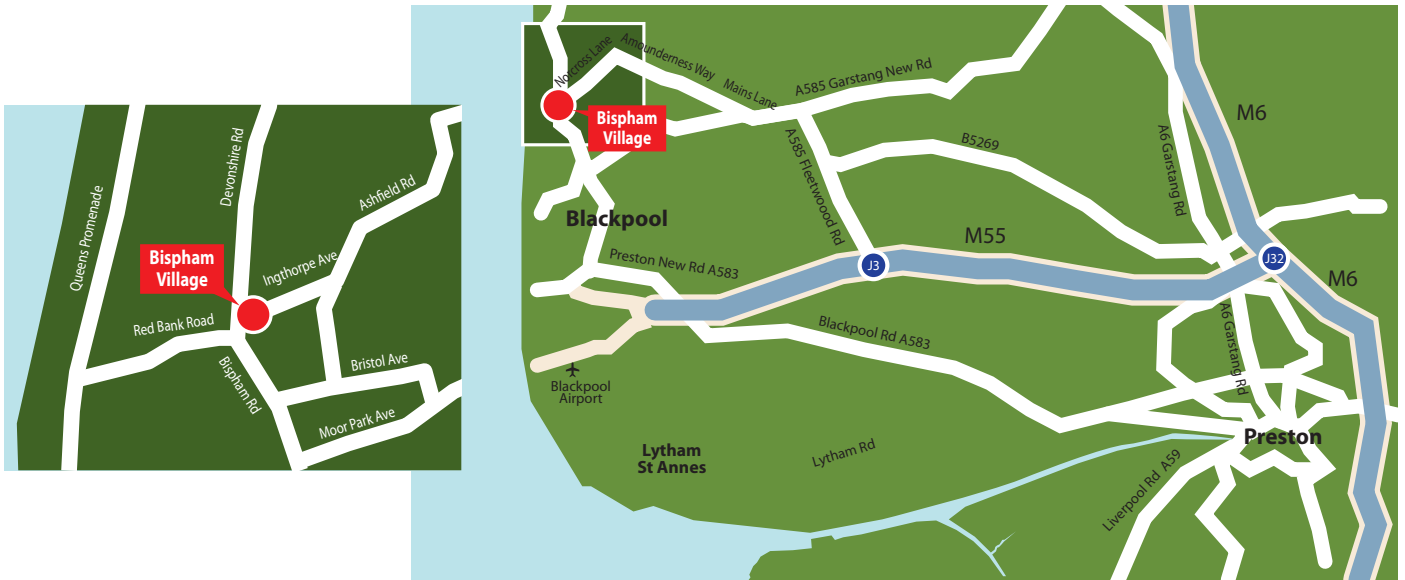 Queens Promenade
Devonshire Rd
Ashfield Rd
Bispham
Village
Ingthorpe Ave
Red Bank Road
Bispham Rd
Bristol Ave
Moor Park Ave
Norcross Lane
Amounderness Way
Mains Lane
A585 Garstang New Rd
Bispham
Village
M6
A6 Garstang Rd
B5269
A585 Fleetwoood Rd
Blackpool
M55
Preston New Rd A583
J3
J32
M6
Blackpool Rd A583
A6 Garstang Rd
Blackpool
Airport
Lytham
St Annes
Lytham Rd
Preston
Liverpool Rd A59